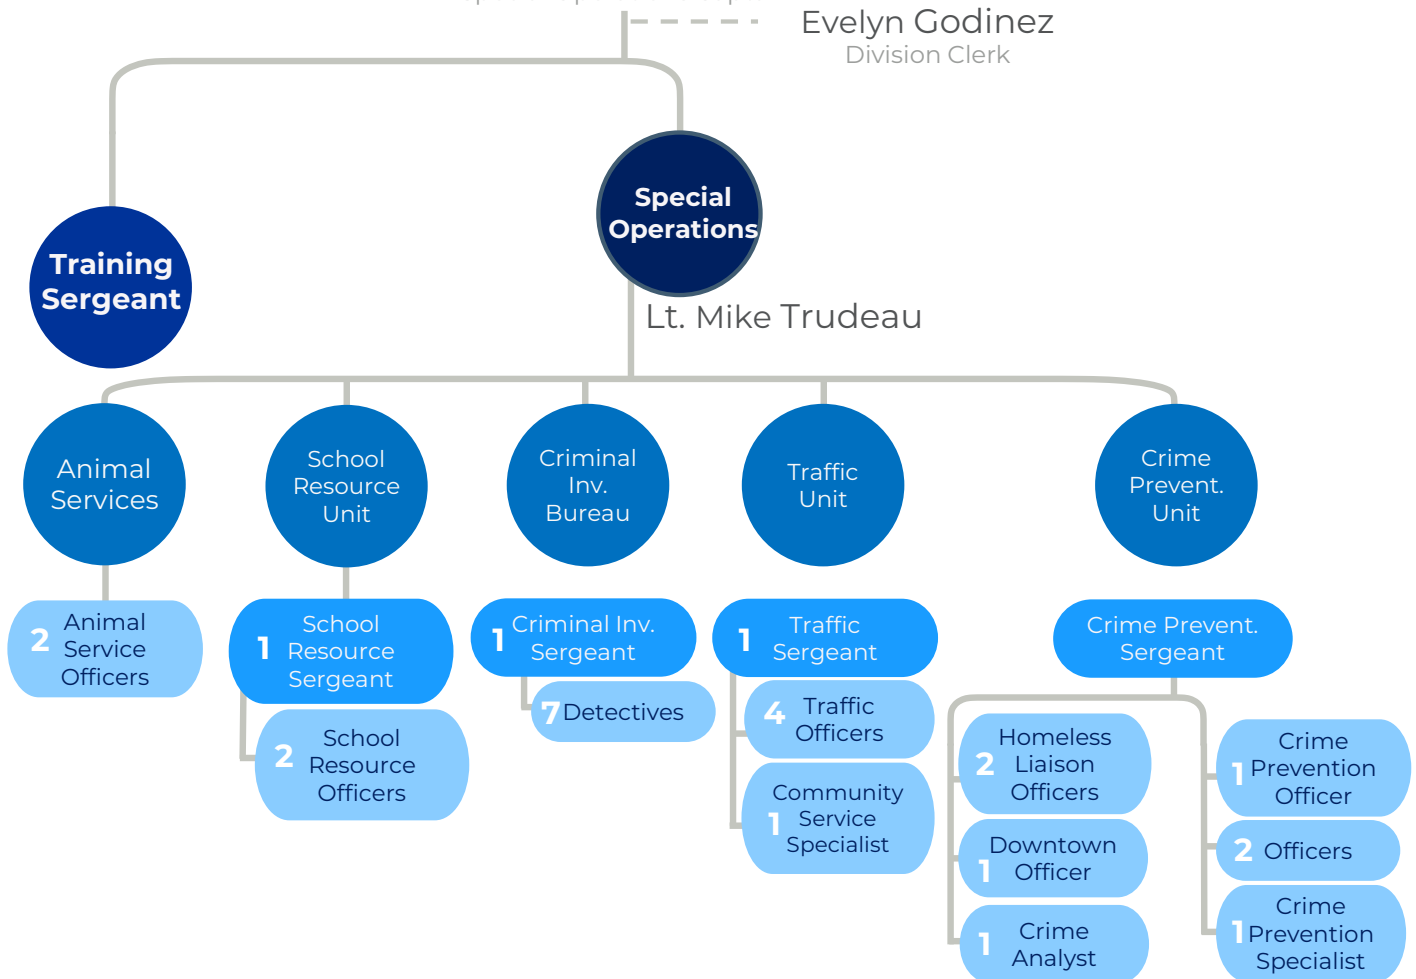 Evelyn Godinez
Division Clerk
Special
Operations
Training
Sergeant
Lt. Mike Trudeau
Animal
Services
School
Resource
Unit
Criminal
Inv.
Bureau
Traffic
Unit
Crime
Prevent.
Unit
2 Animal
Service
Officers
1 School
Resource
Sergeant
2 School
Resource
Officers
1 Criminal Inv.
Sergeant
7 Detectives
1 Traffic
Sergeant
4 Traffic
Officers
Community
1 Service
Specialist
Crime Prevent.
Sergeant
Homeless
2 Liaison
Officers
Downtown
1 Officer
1 Crime
Analyst
Crime
1 Prevention
Officer
2 Officers
Crime
1 Prevention
Specialist